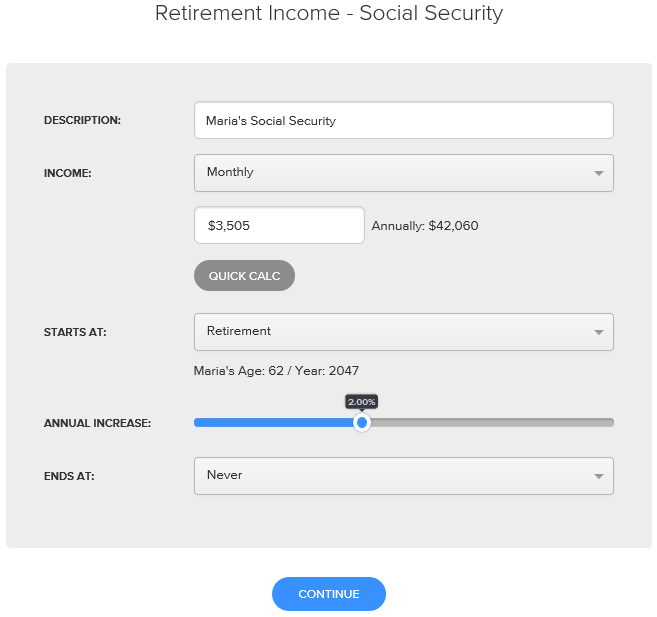 Retirement Income - Social Security
DESCRIPTION: Maria's Social Security
INCOME: Monthly
$3,505 Annually: $42,060
QUICK CALC
STARTS AT: Retirement
Maria's Age: 62 / Year: 2047
2.00%
ANNUAL INCREASE:
ENDS AT: Never
CONTINUE